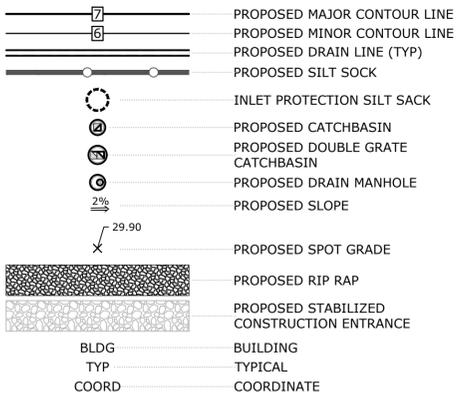 7 PROPOSED MAJOR CONTOUR LINE
6 PROPOSED MINOR CONTOUR LINE
PROPOSED DRAIN LINE (TYP)
PROPOSED SILT SOCK
INLET PROTECTION SILT SACK
PROPOSED CATCHBASIN
PROPOSED DOUBLE GRATE
CATCHBASIN
PROPOSED DRAIN MANHOLE
2% PROPOSED SLOPE
29.90
PROPOSED SPOT GRADE
PROPOSED RIP RAP
PROPOSED STABILIZED
CONSTRUCTION ENTRANCE
BLDG BUILDING
TYP TYPICAL
COORD COORDINATE